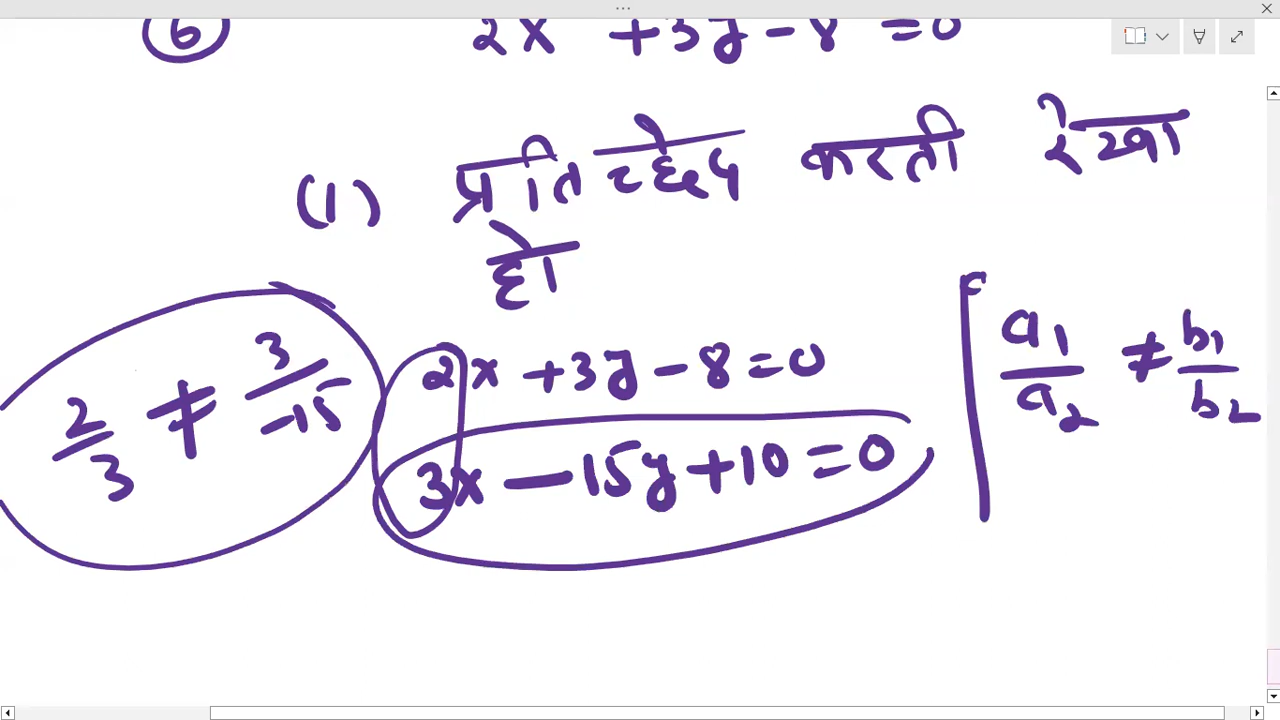 6 2x + 3y - 8 = 0
(1) प्रतिच्छेद करती रेखा
हो
2x + 3y - 8 = 0
3x - 15y + 10 = 0
2/3 ≠ 3/-15
a1/a2 ≠ b1/b2